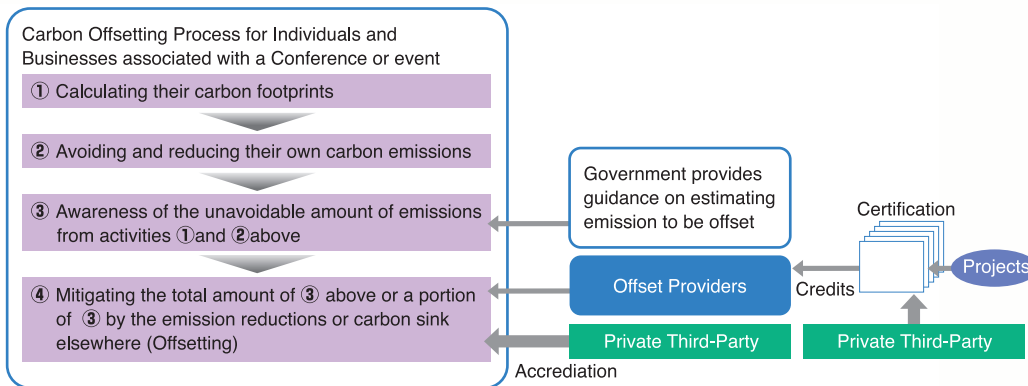 Carbon Offsetting Process for Individuals and
Businesses associated with a Conference or event
① Calculating their carbon footprints
② Avoiding and reducing their own carbon emissions
③ Awareness of the unavoidable amount of emissions
from activities ①and ②above
④ Mitigating the total amount of ③ above or a portion
of ③ by the emission reductions or carbon sink
elsewhere (Offsetting)
Government provides
guidance on estimating
emission to be offset
Offset Providers
Private Third-Party
Accrediation
Certification
Credits
Projects
Private Third-Party